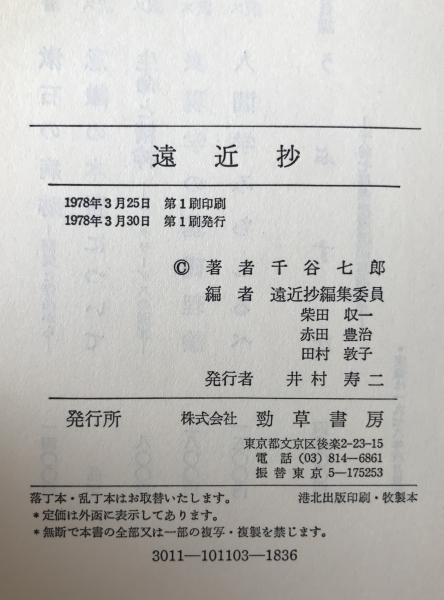 遠近抄
1978年3月25日 第1刷印刷
1978年3月30日 第1刷発行
© 著者 千谷七郎
編者 遠近抄編集委員
柴田 収一
赤田 豊治
田村 敦子
発行者 井村寿二
発行所 株式会社 勁草書房
東京都文京区後楽2-23-15
電話 (03) 814-6861
振替東京5-175253
落丁本・乱丁本はお取替いたします。 港北出版印刷・牧製本
*定価は外函に表示してあります。
*無断で本書の全部又は一部の複写・複製を禁じます。
3011-101103-1836